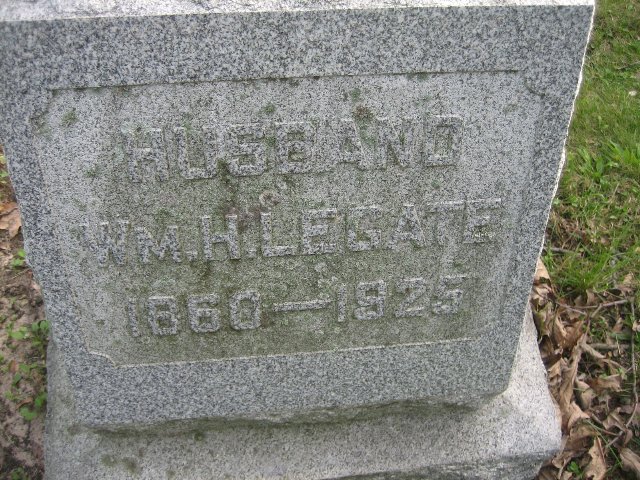 HUSBAND
WM. H. LEGATE
1860–1925